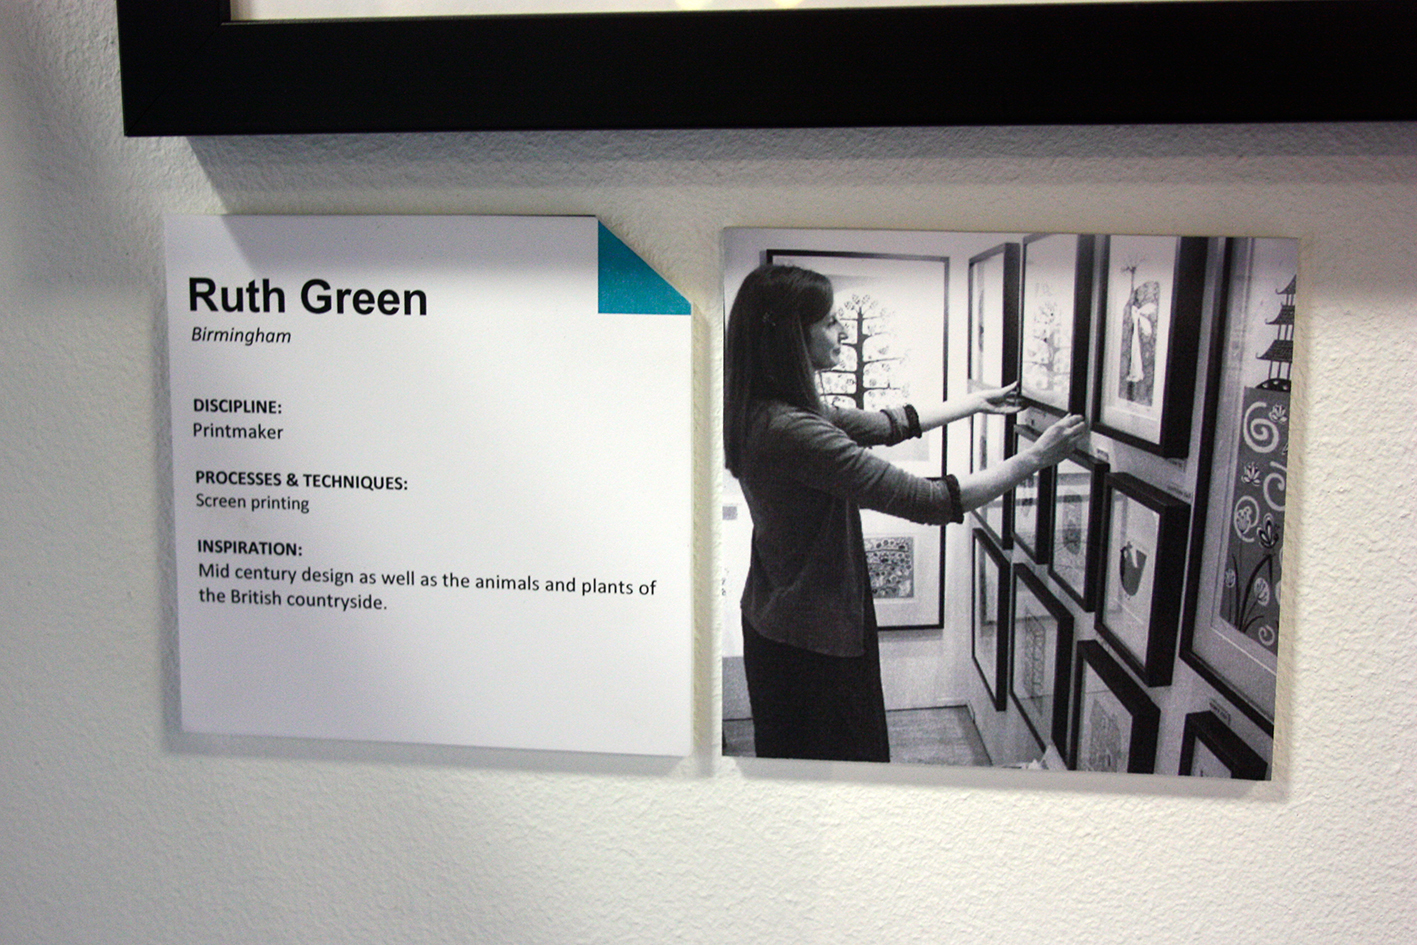 Ruth Green
Birmingham
DISCIPLINE:
Printmaker
PROCESSES & TECHNIQUES:
Screen printing
INSPIRATION:
Mid century design as well as the animals and plants of
the British countryside.